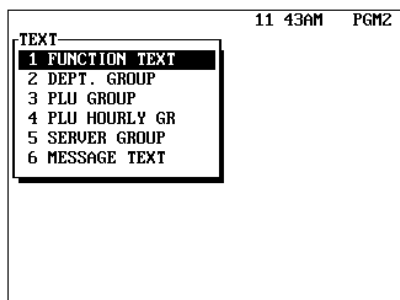 11 43AM PGM2
TEXT
1 FUNCTION TEXT
2 DEPT. GROUP
3 PLU GROUP
4 PLU HOURLY GR
5 SERVER GROUP
6 MESSAGE TEXT